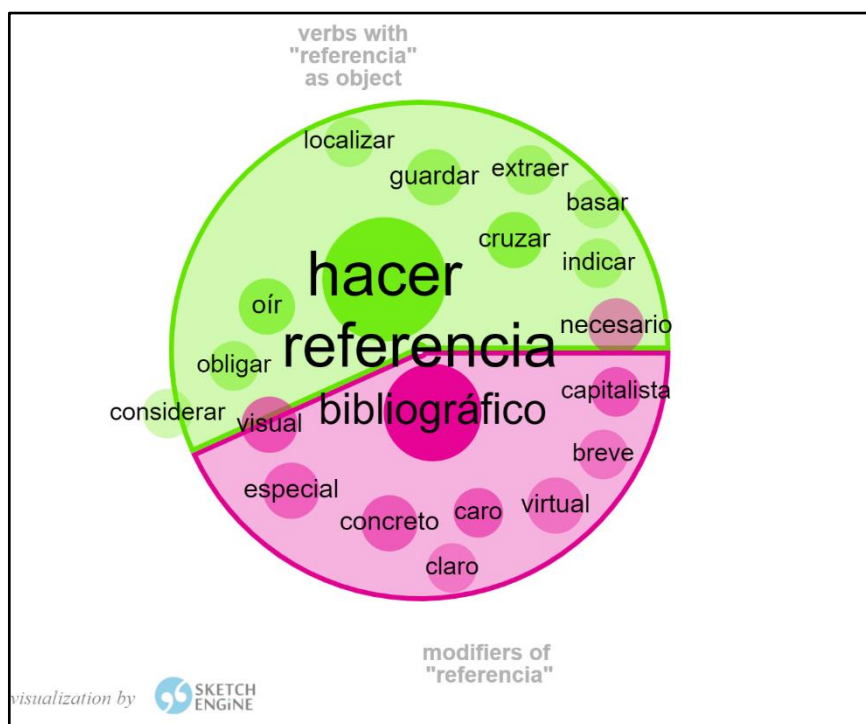 verbs with
"referencia"
as object
localizar
guardar
extraer
basar
cruzar
indicar
hacer
oír
necesario
referencia
obligar
capitalista
considerar
visual
bibliográfico
breve
especial
concreto
caro
virtual
claro
modifiers of
"referencia"
visualization by
SKETCH
ENGINE